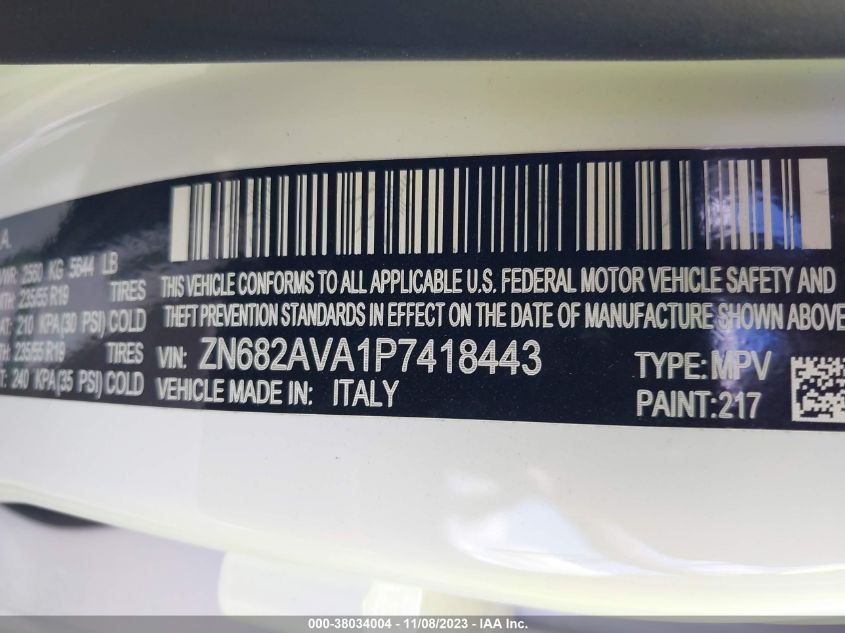 A.
WR: 2560 KG 5644 LB
TH: 235/55 R19 TIRES
AT: 210 KPA(30 PSI) COLD
TH: 235/55 R19 TIRES
T: 240 KPA(35 PSI) COLD
THIS VEHICLE CONFORMS TO ALL APPLICABLE U.S. FEDERAL MOTOR VEHICLE SAFETY AND
THEFT PREVENTION STANDARDS IN EFFECT ON THE DATE OF MANUFACTURE SHOWN ABOVE
VIN: ZN682AVA1P7418443
VEHICLE MADE IN: ITALY
TYPE:MPV
PAINT:217
000-38034004 - 11/08/2023 - IAA Inc.